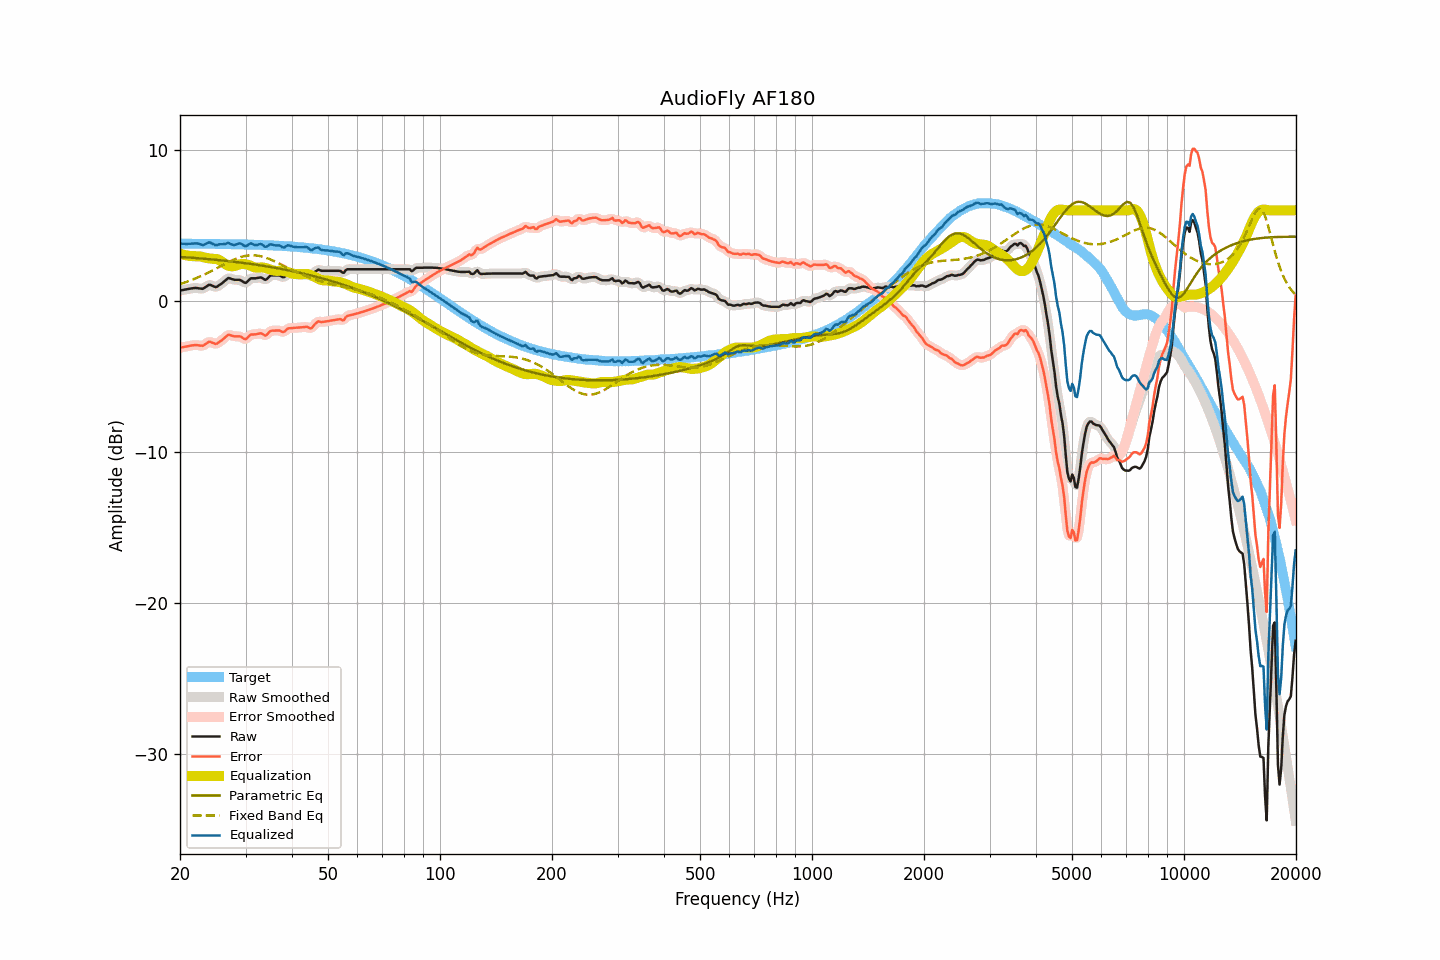 AudioFly AF180
Amplitude (dBr)
10
0
−10
−20
−30
Target
Raw Smoothed
Error Smoothed
Raw
Error
Equalization
Parametric Eq
Fixed Band Eq
Equalized
20 50 100 200 500 1000 2000 5000 10000 20000
Frequency (Hz)